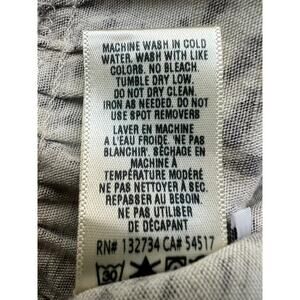 MACHINE WASH IN COLD
WATER. WASH WITH LIKE
COLORS. NO BLEACH.
TUMBLE DRY LOW.
DO NOT DRY CLEAN.
IRON AS NEEDED. DO NOT
USE SPOT REMOVERS
LAVER EN MACHINE
A L'EAU FROIDE. 'NE PAS
BLANCHIR'. SÉCHAGE EN
MACHINE À
TEMPÉRATURE MODÉRÉ
NE PAS NETTOYER À SEC.
REPASSER AU BESOIN.
NE PAS UTILISER
DE DÉCAPANT
RN# 132734 CA# 54517
30